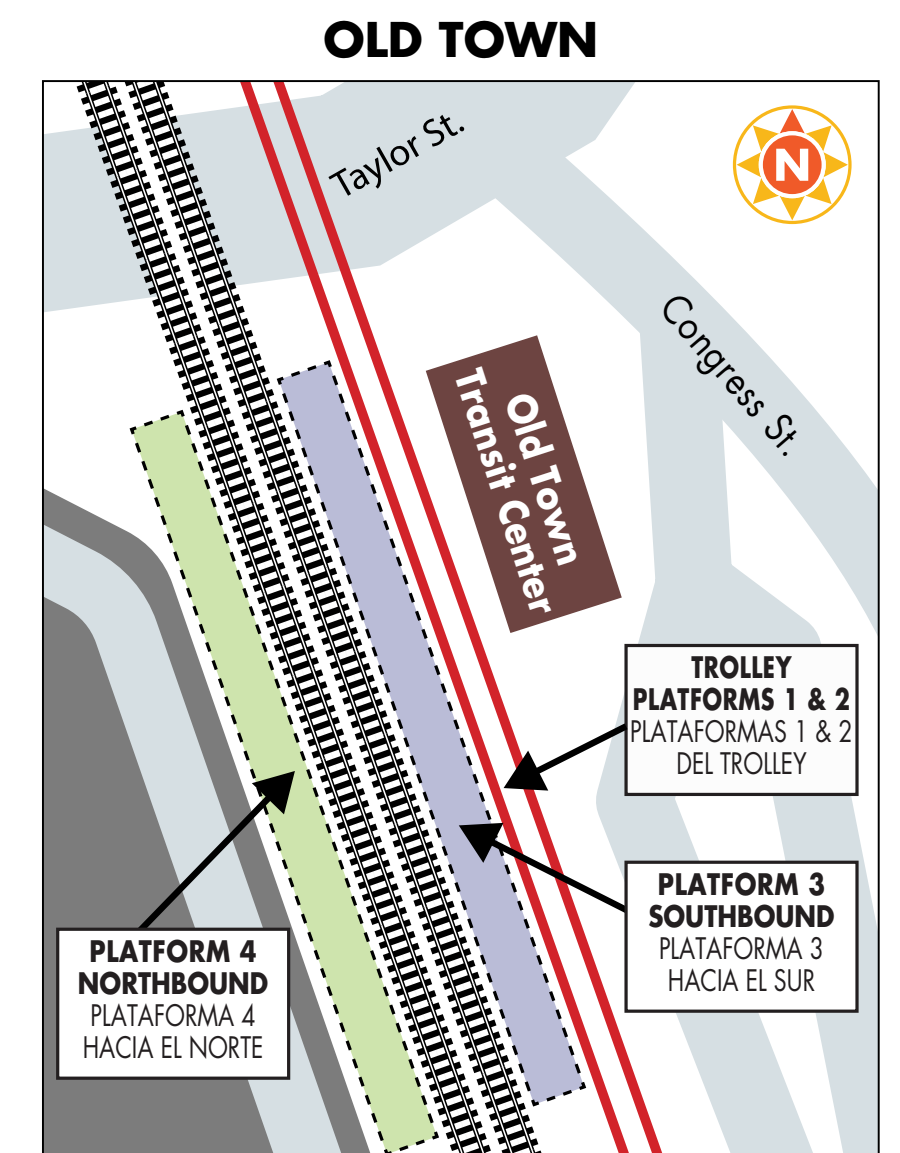 OLD TOWN
Taylor St.
N
Congress St.
Old Town
Transit Center
TROLLEY
PLATFORMS 1 & 2
PLATAFORMAS 1 & 2
DEL TROLLEY
PLATFORM 3
SOUTHBOUND
PLATAFORMA 3
HACIA EL SUR
PLATFORM 4
NORTHBOUND
PLATAFORMA 4
HACIA EL NORTE